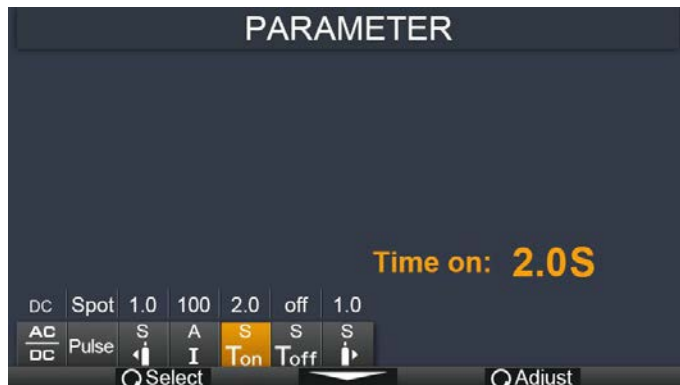 PARAMETER
Time on: 2.0S
DC Spot 1.0 100 2.0 off 1.0
AC DC Pulse S A I S Ton S Toff S
Select Adjust